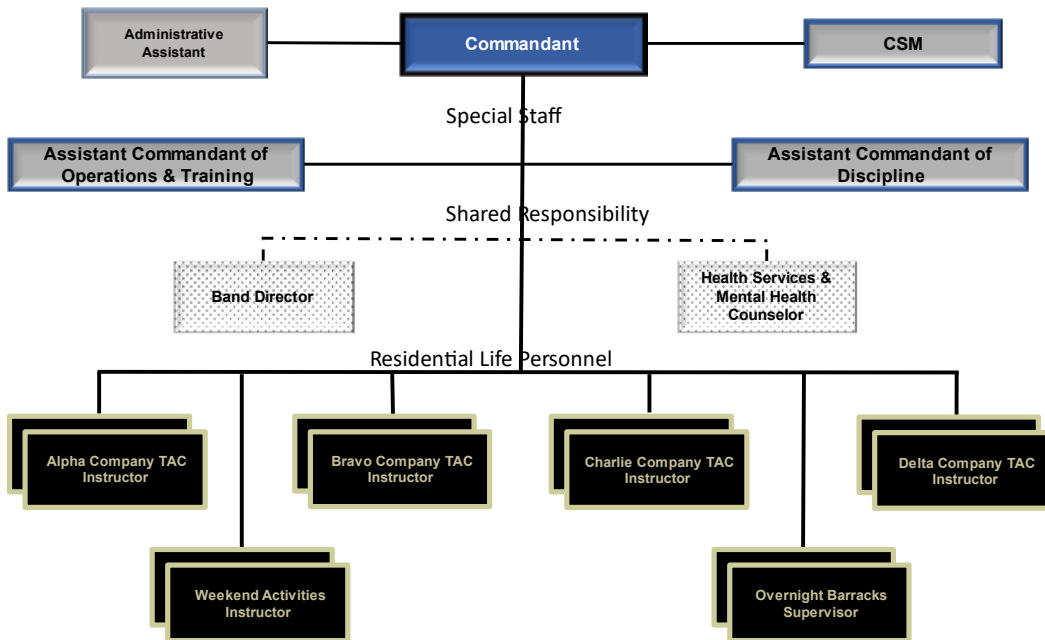 Administrative
Assistant
Commandant
CSM
Special Staff
Assistant Commandant of
Operations & Training
Assistant Commandant of
Discipline
Shared Responsibility
Band Director
Health Services &
Mental Health
Counselor
Residential Life Personnel
Alpha Company TAC
Instructor
Bravo Company TAC
Instructor
Charlie Company TAC
Instructor
Delta Company TAC
Instructor
Weekend Activities
Instructor
Overnight Barracks
Supervisor